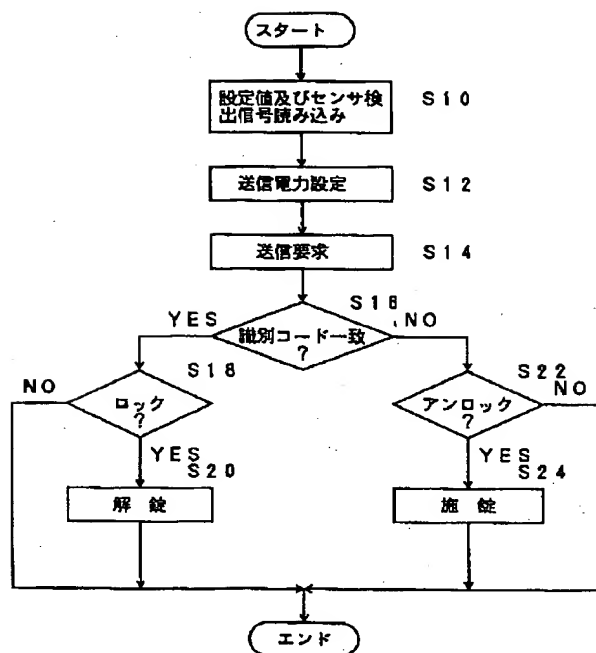 スタート
設定値及びセンサ検
出信号読み込み
S10
送信電力設定
S12
送信要求
S14
S16
YES
識別コード一致
?
NO
S18
NO
ロック
?
YES
S20
解 錠
S22
アンロック
?
NO
YES
S24
施 錠
エンド